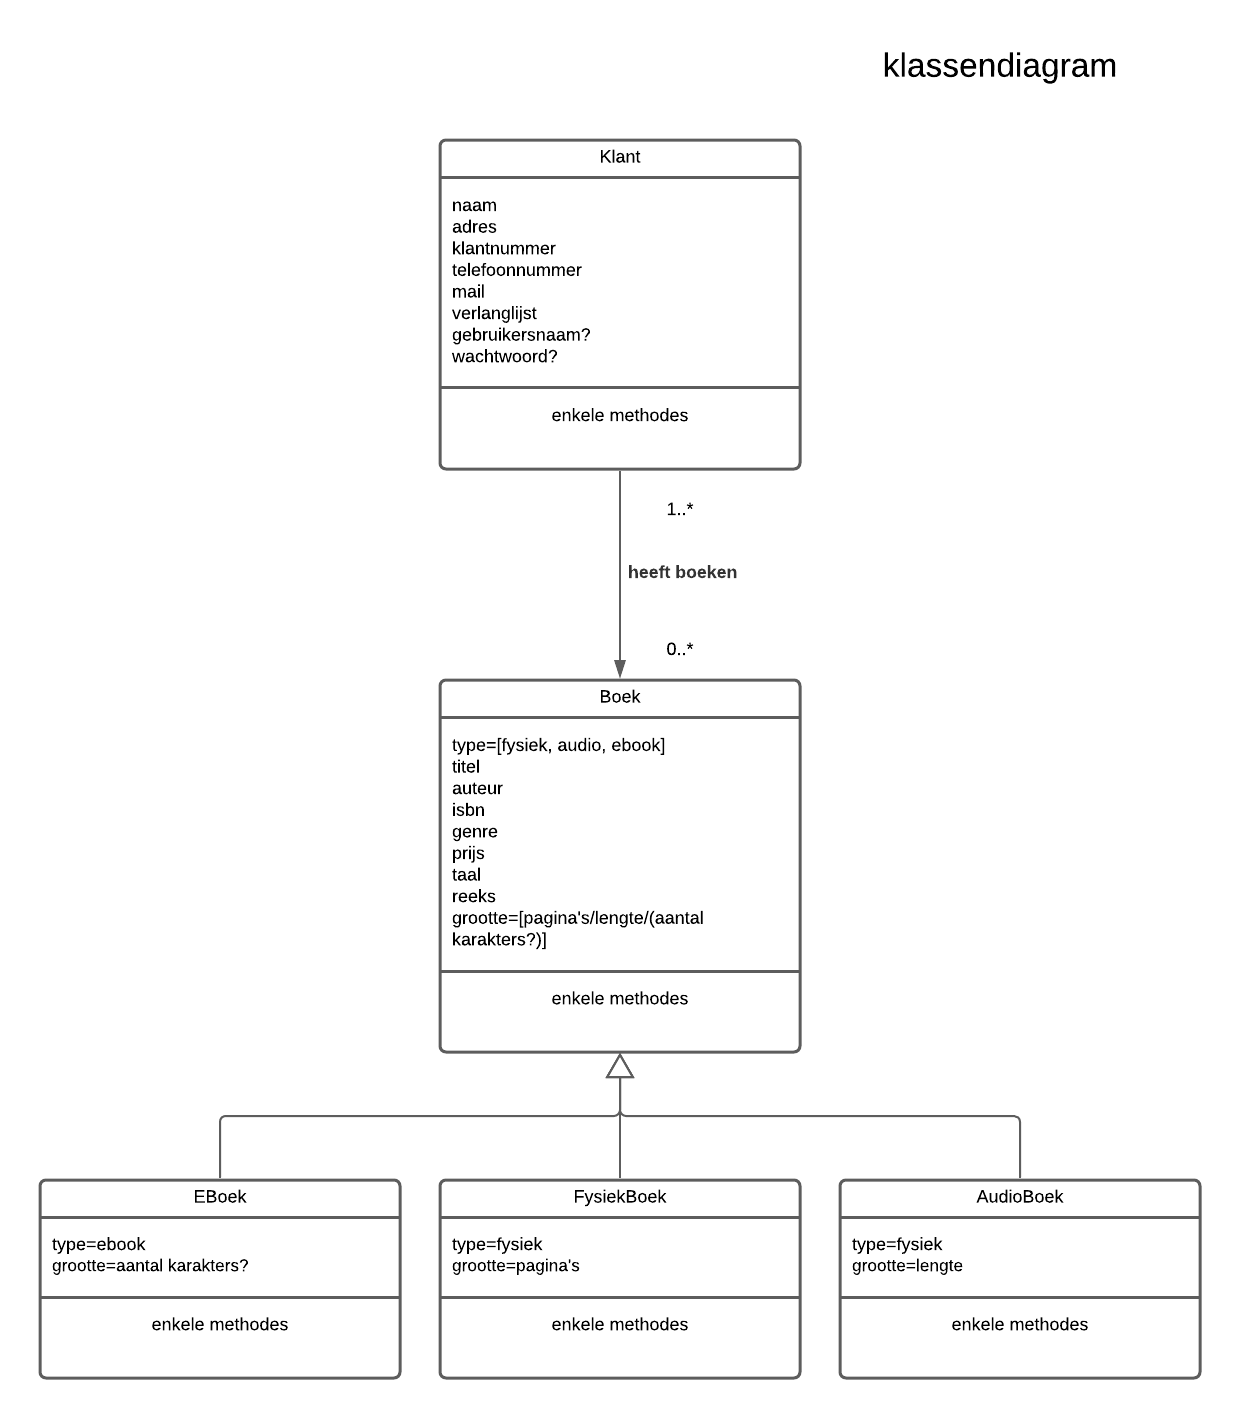 klassendiagram
Klant
naam
adres
klantnummer
telefoonnummer
mail
verlanglijst
gebruikersnaam?
wachtwoord?
enkele methodes
1..*
heeft boeken
0..*
Boek
type=[fysiek, audio, ebook]
titel
auteur
isbn
genre
prijs
taal
reeks
grootte=[pagina's/lengte/(aantal
karakters?)]
enkele methodes
EBoek
type=ebook
grootte=aantal karakters?
enkele methodes
FysiekBoek
type=fysiek
grootte=pagina's
enkele methodes
AudioBoek
type=fysiek
grootte=lengte
enkele methodes